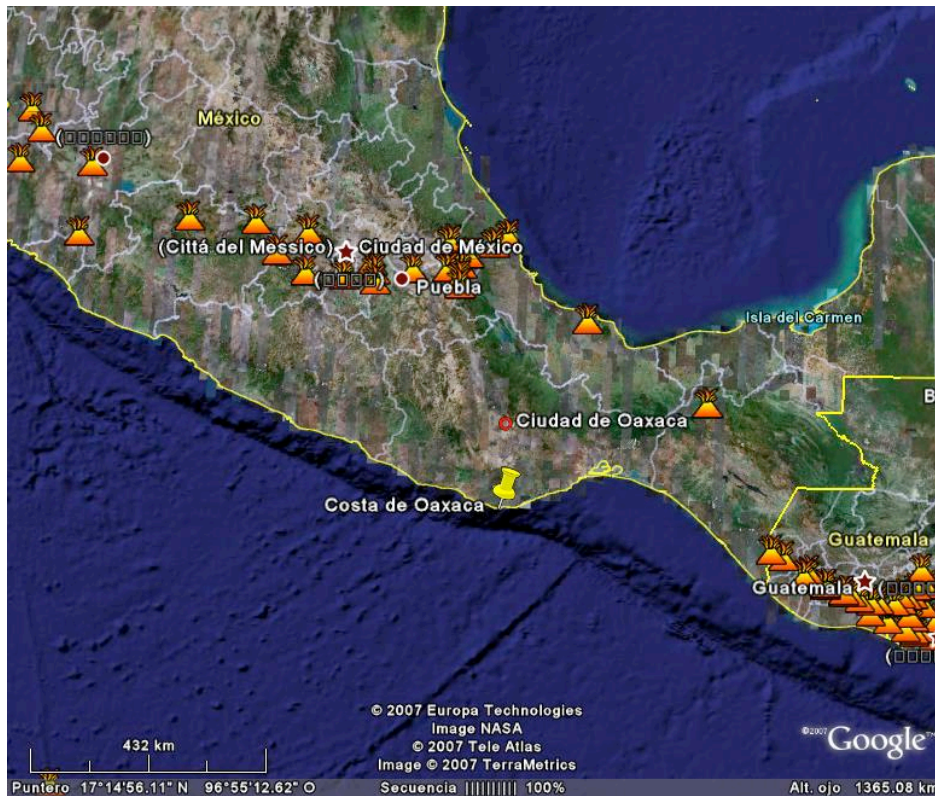 México
(□□□□□□)
(Cittá del Messico) Ciudad de México
(□□□□)
Puebla
Isla del Carmen
B
Ciudad de Oaxaca
Costa de Oaxaca
Guatemala
Guatemala (□□□□
(□□□□
© 2007 Europa Technologies
Image NASA
© 2007 Tele Atlas
Image © 2007 TerraMetrics
©2007 Google™
432 km
Puntero 17°14'56.11" N 96°55'12.62" O Secuencia |||||||||| 100% Alt. ojo 1365.08 km